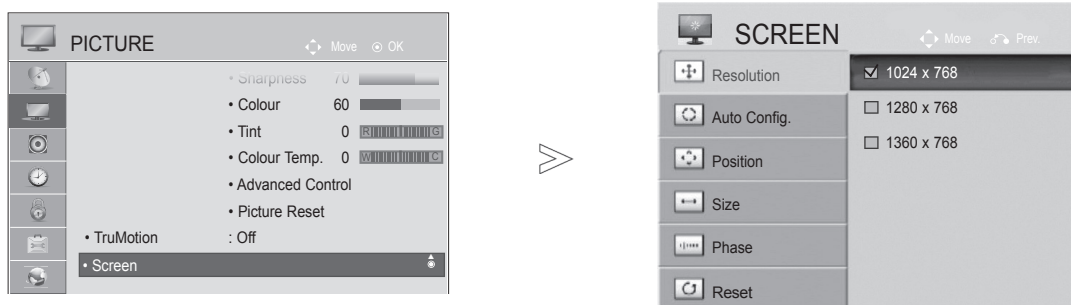 PICTURE
Move OK
• Sharpness 70
• Colour 60
• Tint 0 R G
• Colour Temp. 0 W C
• Advanced Control
• Picture Reset
• TruMotion : Off
• Screen
SCREEN
Move Prev.
Resolution
Auto Config.
Position
Size
Phase
Reset
1024 x 768
1280 x 768
1360 x 768